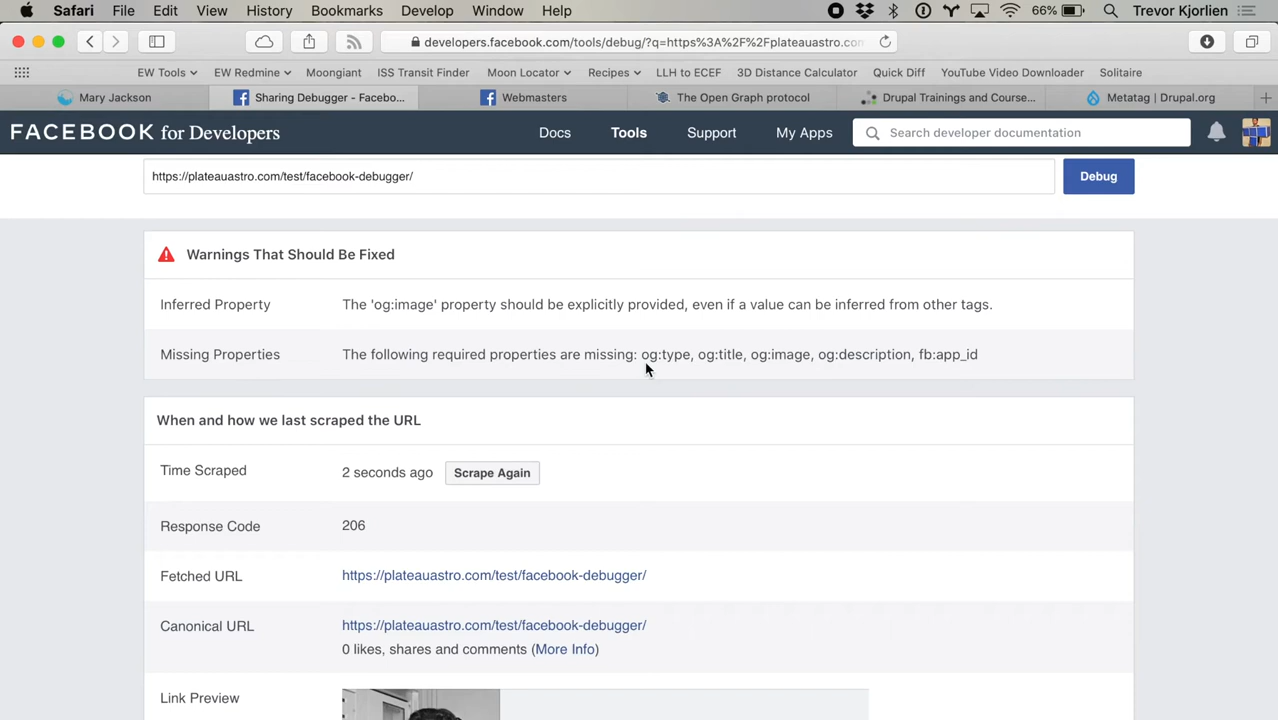 Safari File Edit View History Bookmarks Develop Window Help 66% Trevor Kjorlien
developers.facebook.com/tools/debug/?q=https%3A%2F%2Fplateauastro.com...
EW Tools EW Redmine Moongiant ISS Transit Finder Moon Locator Recipes LLH to ECEF 3D Distance Calculator Quick Diff YouTube Video Downloader Solitaire
Mary Jackson Sharing Debugger - Facebo... Webmasters The Open Graph protocol Drupal Trainings and Course... Metatag | Drupal.org
FACEBOOK for Developers Docs Tools Support My Apps Search developer documentation
https://plateauastro.com/test/facebook-debugger/ Debug
Warnings That Should Be Fixed
Inferred Property The 'og:image' property should be explicitly provided, even if a value can be inferred from other tags.
Missing Properties The following required properties are missing: og:type, og:title, og:image, og:description, fb:app_id
When and how we last scraped the URL
Time Scraped 2 seconds ago Scrape Again
Response Code 206
Fetched URL https://plateauastro.com/test/facebook-debugger/
Canonical URL https://plateauastro.com/test/facebook-debugger/
0 likes, shares and comments (More Info)
Link Preview